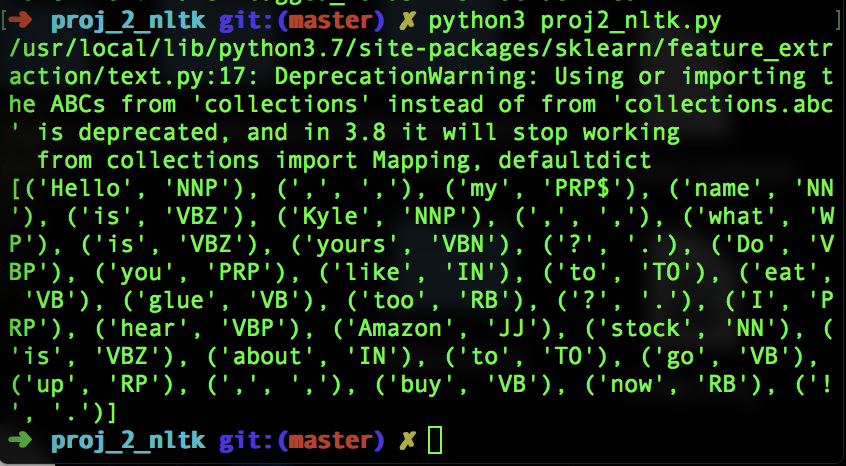 [➜ proj_2_nltk git:(master) ✗ python3 proj2_nltk.py ]
/usr/local/lib/python3.7/site-packages/sklearn/feature_extr
action/text.py:17: DeprecationWarning: Using or importing t
he ABCs from 'collections' instead of from 'collections.abc
' is deprecated, and in 3.8 it will stop working
  from collections import Mapping, defaultdict
[('Hello', 'NNP'), (',', ','), ('my', 'PRP$'), ('name', 'NN
'), ('is', 'VBZ'), ('Kyle', 'NNP'), (',', ','), ('what', 'W
P'), ('is', 'VBZ'), ('yours', 'VBN'), ('?', '.'), ('Do', 'V
BP'), ('you', 'PRP'), ('like', 'IN'), ('to', 'TO'), ('eat',
 'VB'), ('glue', 'VB'), ('too', 'RB'), ('?', '.'), ('I', 'P
RP'), ('hear', 'VBP'), ('Amazon', 'JJ'), ('stock', 'NN'), (
'is', 'VBZ'), ('about', 'IN'), ('to', 'TO'), ('go', 'VB'),
('up', 'RP'), (',', ','), ('buy', 'VB'), ('now', 'RB'), ('!
', '.')]
➜ proj_2_nltk git:(master) ✗